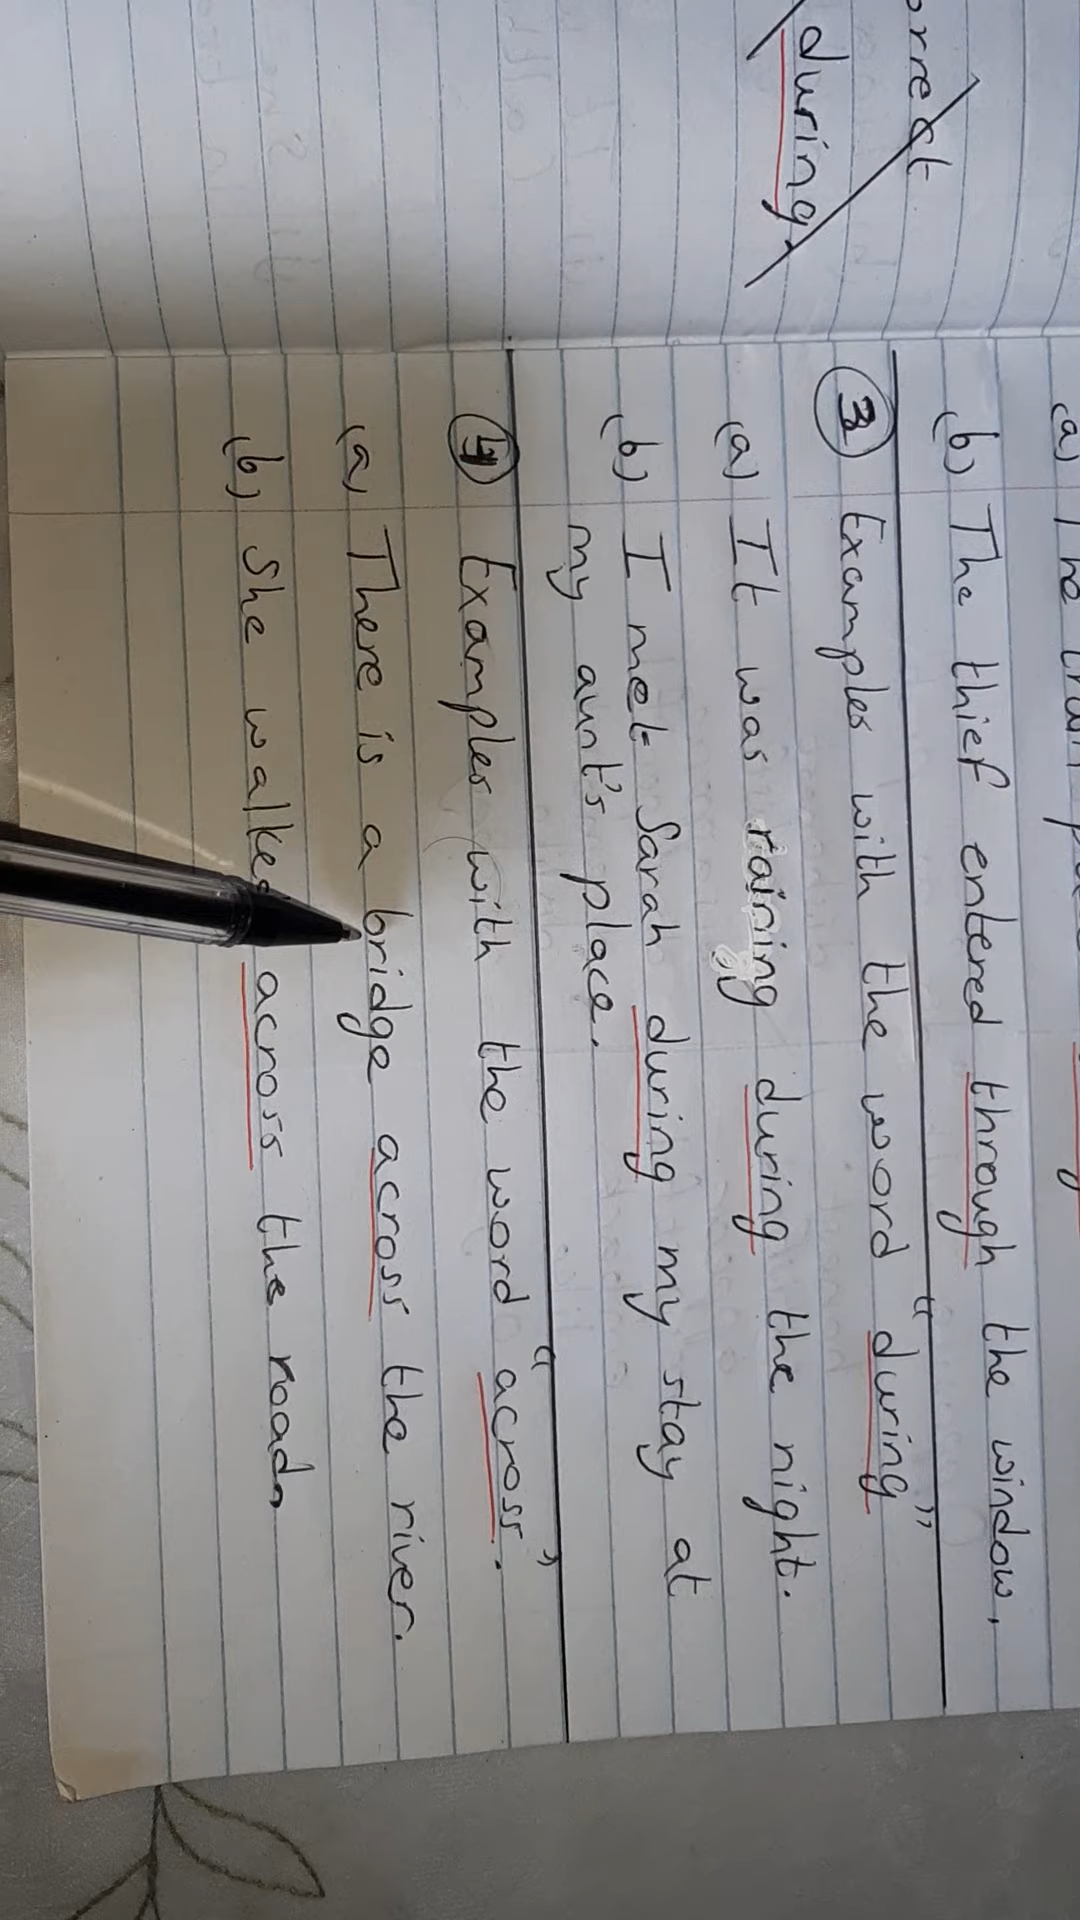 during.
(a) The
(b) The thief entered through the window.
③ Examples with the word "during"
(a) It was raining during the night.
(b) I met Sarah during my stay at
my aunt's place.
④ Examples with the word "across".
(a) There is a bridge across the river.
(b) She walked across the road.